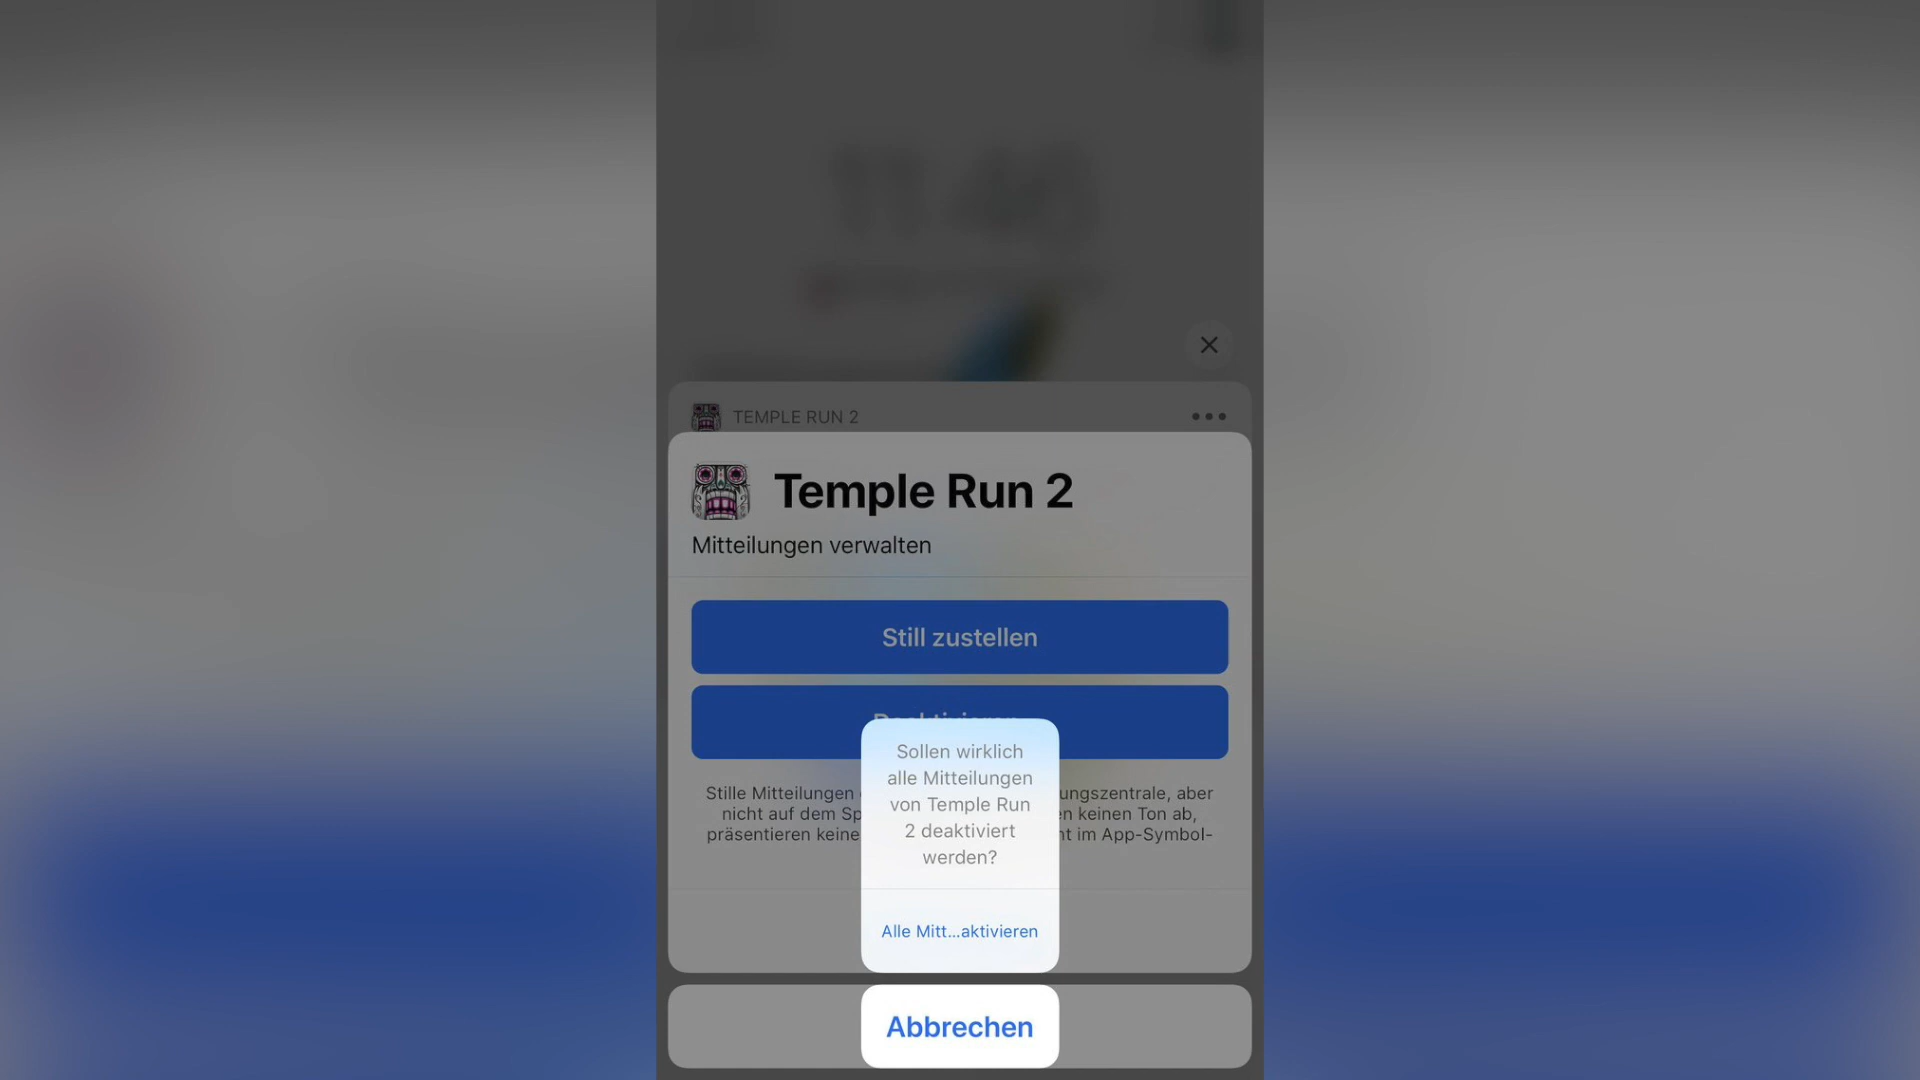 TEMPLE RUN 2
Temple Run 2
Mitteilungen verwalten
Still zustellen
Sollen wirklich
alle Mitteilungen
von Temple Run
2 deaktiviert
werden?
Stille Mitteilungen
ungszentrale, aber
nicht auf dem Sp
en keinen Ton ab,
präsentieren keine
ht im App-Symbol-
Alle Mitt...aktivieren
Abbrechen